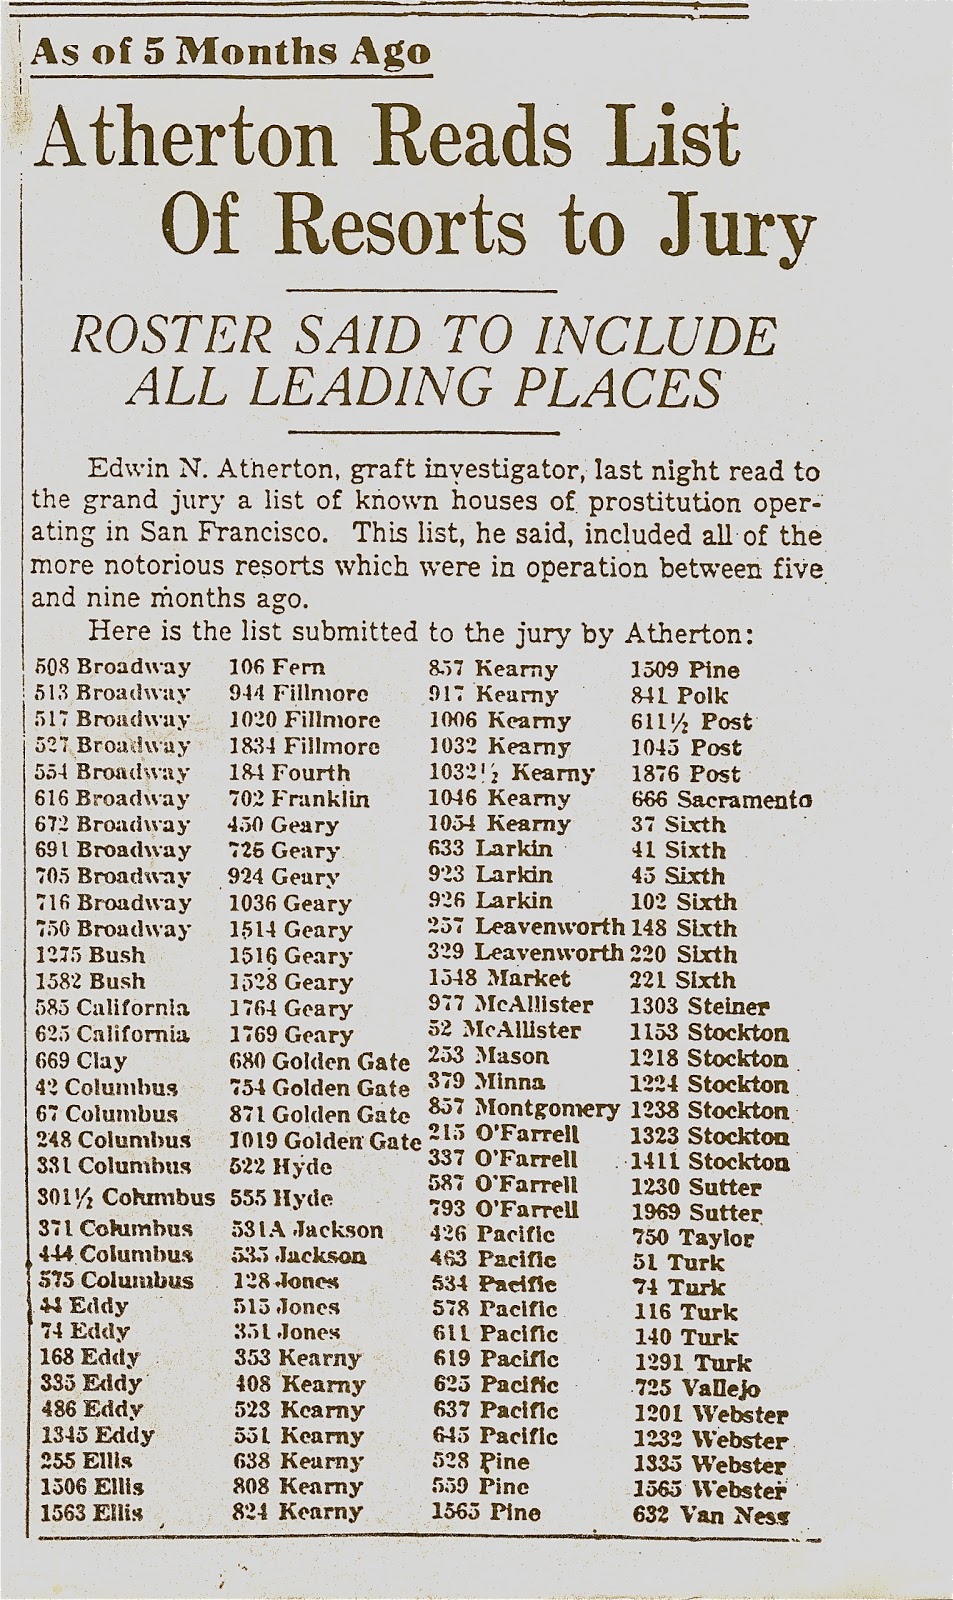 As of 5 Months Ago
Atherton Reads List
Of Resorts to Jury
ROSTER SAID TO INCLUDE
ALL LEADING PLACES
Edwin N. Atherton, graft investigator, last night read to
the grand jury a list of known houses of prostitution oper-
ating in San Francisco. This list, he said, included all of the
more notorious resorts which were in operation between five
and nine months ago.
Here is the list submitted to the jury by Atherton:
508 Broadway
513 Broadway
517 Broadway
527 Broadway
554 Broadway
616 Broadway
672 Broadway
691 Broadway
705 Broadway
716 Broadway
750 Broadway
1275 Bush
1582 Bush
585 California
625 California
669 Clay
42 Columbus
67 Columbus
248 Columbus
331 Columbus
301½ Columbus
371 Columbus
444 Columbus
575 Columbus
44 Eddy
74 Eddy
168 Eddy
335 Eddy
486 Eddy
1345 Eddy
255 Ellis
1506 Ellis
1563 Ellis
106 Fern
944 Fillmore
1020 Fillmore
1834 Fillmore
184 Fourth
702 Franklin
450 Geary
725 Geary
924 Geary
1036 Geary
1514 Geary
1516 Geary
1528 Geary
1764 Geary
1769 Geary
680 Golden Gate
754 Golden Gate
871 Golden Gate
1019 Golden Gate
522 Hyde
555 Hyde
531A Jackson
535 Jackson
128 Jones
515 Jones
351 Jones
353 Kearny
408 Kearny
523 Kearny
551 Kearny
638 Kearny
808 Kearny
824 Kearny
857 Kearny
917 Kearny
1006 Kearny
1032 Kearny
1032½ Kearny
1046 Kearny
1054 Kearny
633 Larkin
923 Larkin
926 Larkin
257 Leavenworth
329 Leavenworth
1548 Market
977 McAllister
52 McAllister
253 Mason
379 Minna
857 Montgomery
215 O'Farrell
337 O'Farrell
587 O'Farrell
793 O'Farrell
426 Pacific
463 Pacific
534 Pacific
578 Pacific
611 Pacific
619 Pacific
625 Pacific
637 Pacific
645 Pacific
528 Pine
559 Pine
1565 Pine
1509 Pine
841 Polk
611½ Post
1045 Post
1876 Post
666 Sacramento
37 Sixth
41 Sixth
45 Sixth
102 Sixth
148 Sixth
220 Sixth
221 Sixth
1303 Steiner
1153 Stockton
1218 Stockton
1224 Stockton
1238 Stockton
1323 Stockton
1411 Stockton
1230 Sutter
1969 Sutter
750 Taylor
51 Turk
74 Turk
116 Turk
140 Turk
1291 Turk
725 Vallejo
1201 Webster
1232 Webster
1335 Webster
1565 Webster
632 Van Ness